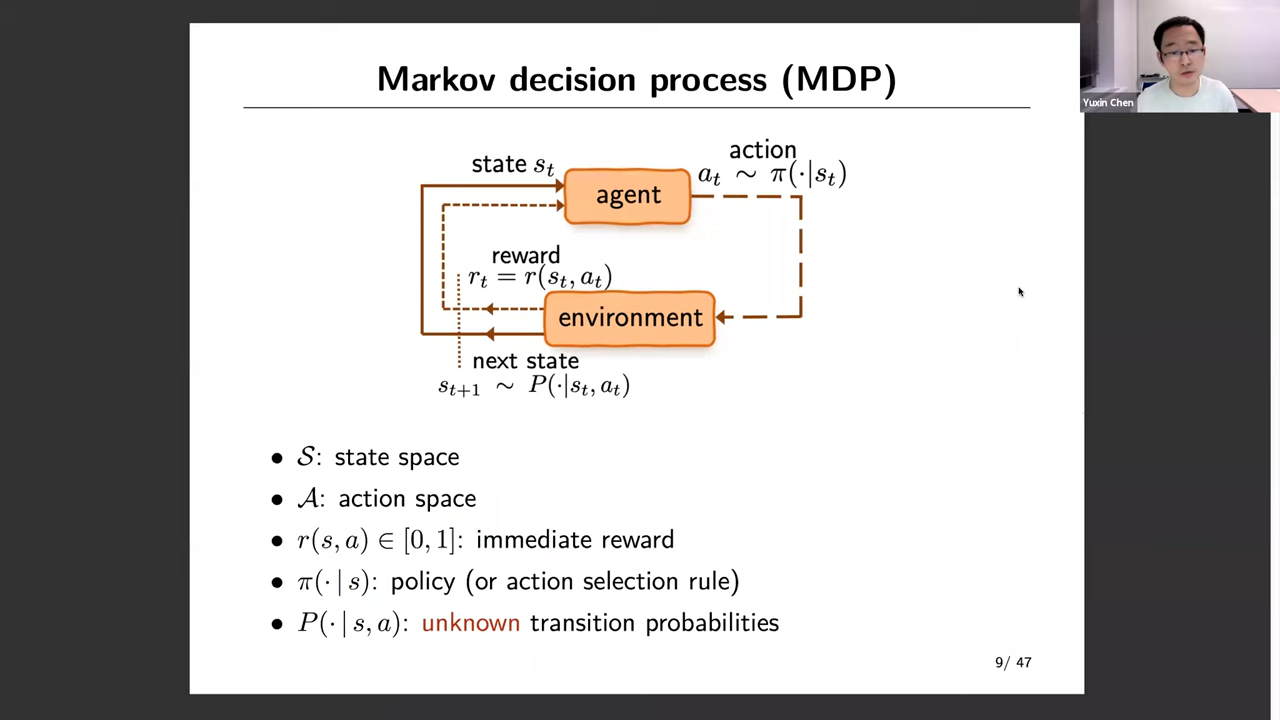 Markov decision process (MDP)
Yuxin Chen
state s_t
agent
action
a_t ∼ π(·|s_t)
reward
r_t = r(s_t, a_t)
environment
next state
s_{t+1} ∼ P(·|s_t, a_t)
• 𝒮: state space
• 𝒜: action space
• r(s, a) ∈ [0, 1]: immediate reward
• π(· | s): policy (or action selection rule)
• P(· | s, a): unknown transition probabilities
9/ 47